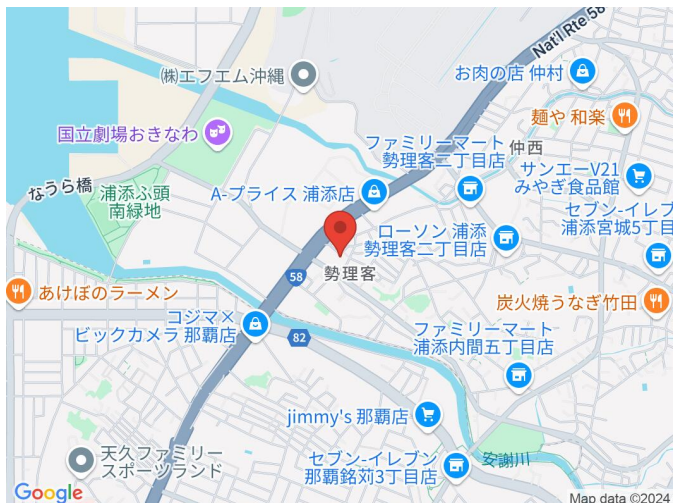 Nat'l Rte 58
(株)エフエム沖縄
お肉の店 仲村
麺や 和楽
国立劇場おきなわ
ファミリーマート
勢理客二丁目店
仲西
サンエーV21
みやぎ食品館
なうら橋
浦添ふ頭
南緑地
A-プライス 浦添店
セブン-イレブ
浦添宮城5丁目
ローソン 浦添
勢理客二丁目店
勢理客
58
あけぼのラーメン
炭火焼うなぎ竹田
コジマ×
ビックカメラ 那覇店
82
ファミリーマート
浦添内間五丁目店
jimmy's 那覇店
天久ファミリー
スポーツランド
セブン-イレブン
那覇銘苅3丁目店
安謝川
Google
Map data ©2024